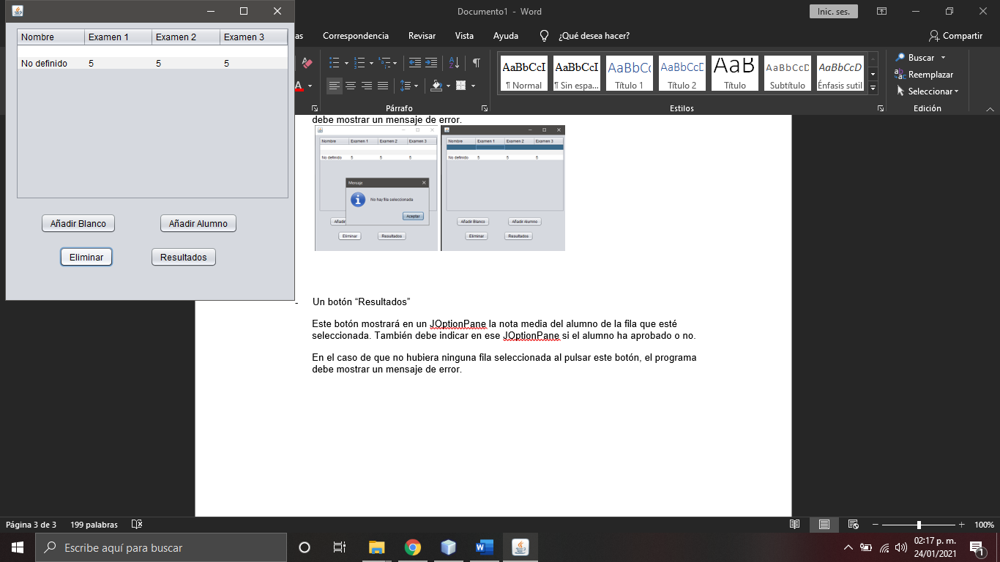 Documento1 - Word
Inic. ses.
Nombre Examen 1 Examen 2 Examen 3
No definido 5 5 5
Añadir Blanco Añadir Alumno
Eliminar Resultados
as Correspondencia Revisar Vista Ayuda ¿Qué desea hacer? Compartir
AaBbCcI AaBbCcI AaBbCc AaBbCcD AaB AaBbCcD AaBbCcD
¶ Normal ¶ Sin espa... Título 1 Título 2 Título Subtítulo Énfasis sutil
Buscar
Reemplazar
Seleccionar
Párrafo Estilos Edición
debe mostrar un mensaje de error.
Nombre Examen 1 Examen 2 Examen 3
No definido 5 5 5
Mensaje
No hay fila seleccionada
Aceptar
Añadir
Eliminar Resultados
Nombre Examen 1 Examen 2 Examen 3
No definido 5 5 5
Añadir Blanco Añadir Alumno
Eliminar Resultados
- Un botón “Resultados”
Este botón mostrará en un JOptionPane la nota media del alumno de la fila que esté
seleccionada. También debe indicar en ese JOptionPane si el alumno ha aprobado o no.
En el caso de que no hubiera ninguna fila seleccionada al pulsar este botón, el programa
debe mostrar un mensaje de error.
Página 3 de 3 199 palabras 100%
Escribe aquí para buscar
02:17 p. m.
24/01/2021
1